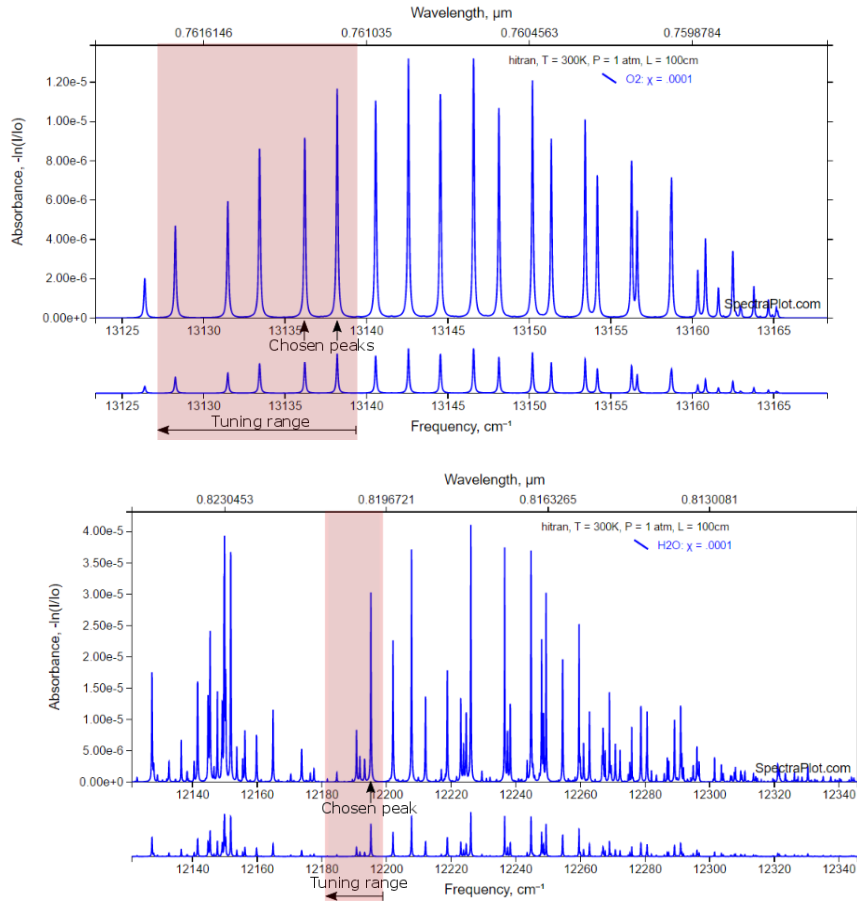 Wavelength, µm
0.7616146 0.761035 0.7604563 0.7598784
hitran, T = 300K, P = 1 atm, L = 100cm
O2: χ = .0001
Absorbance, -ln(I/Io)
1.20e-5
1.00e-5
8.00e-6
6.00e-6
4.00e-6
2.00e-6
0.00e+0
SpectraPlot.com
13125 13130 13135 13140 13145 13150 13155 13160 13165
Chosen peaks
13125 13130 13135 13140 13145 13150 13155 13160 13165
Tuning range
Frequency, cm⁻¹
Wavelength, µm
0.8230453 0.8196721 0.8163265 0.8130081
hitran, T = 300K, P = 1 atm, L = 100cm
H2O: χ = .0001
Absorbance, -ln(I/Io)
4.00e-5
3.50e-5
3.00e-5
2.50e-5
2.00e-5
1.50e-5
1.00e-5
5.00e-6
0.00e+0
SpectraPlot.com
12140 12160 12180 12200 12220 12240 12260 12280 12300 12320 12340
Chosen peak
12140 12160 12180 12200 12220 12240 12260 12280 12300 12320 12340
Tuning range
Frequency, cm⁻¹